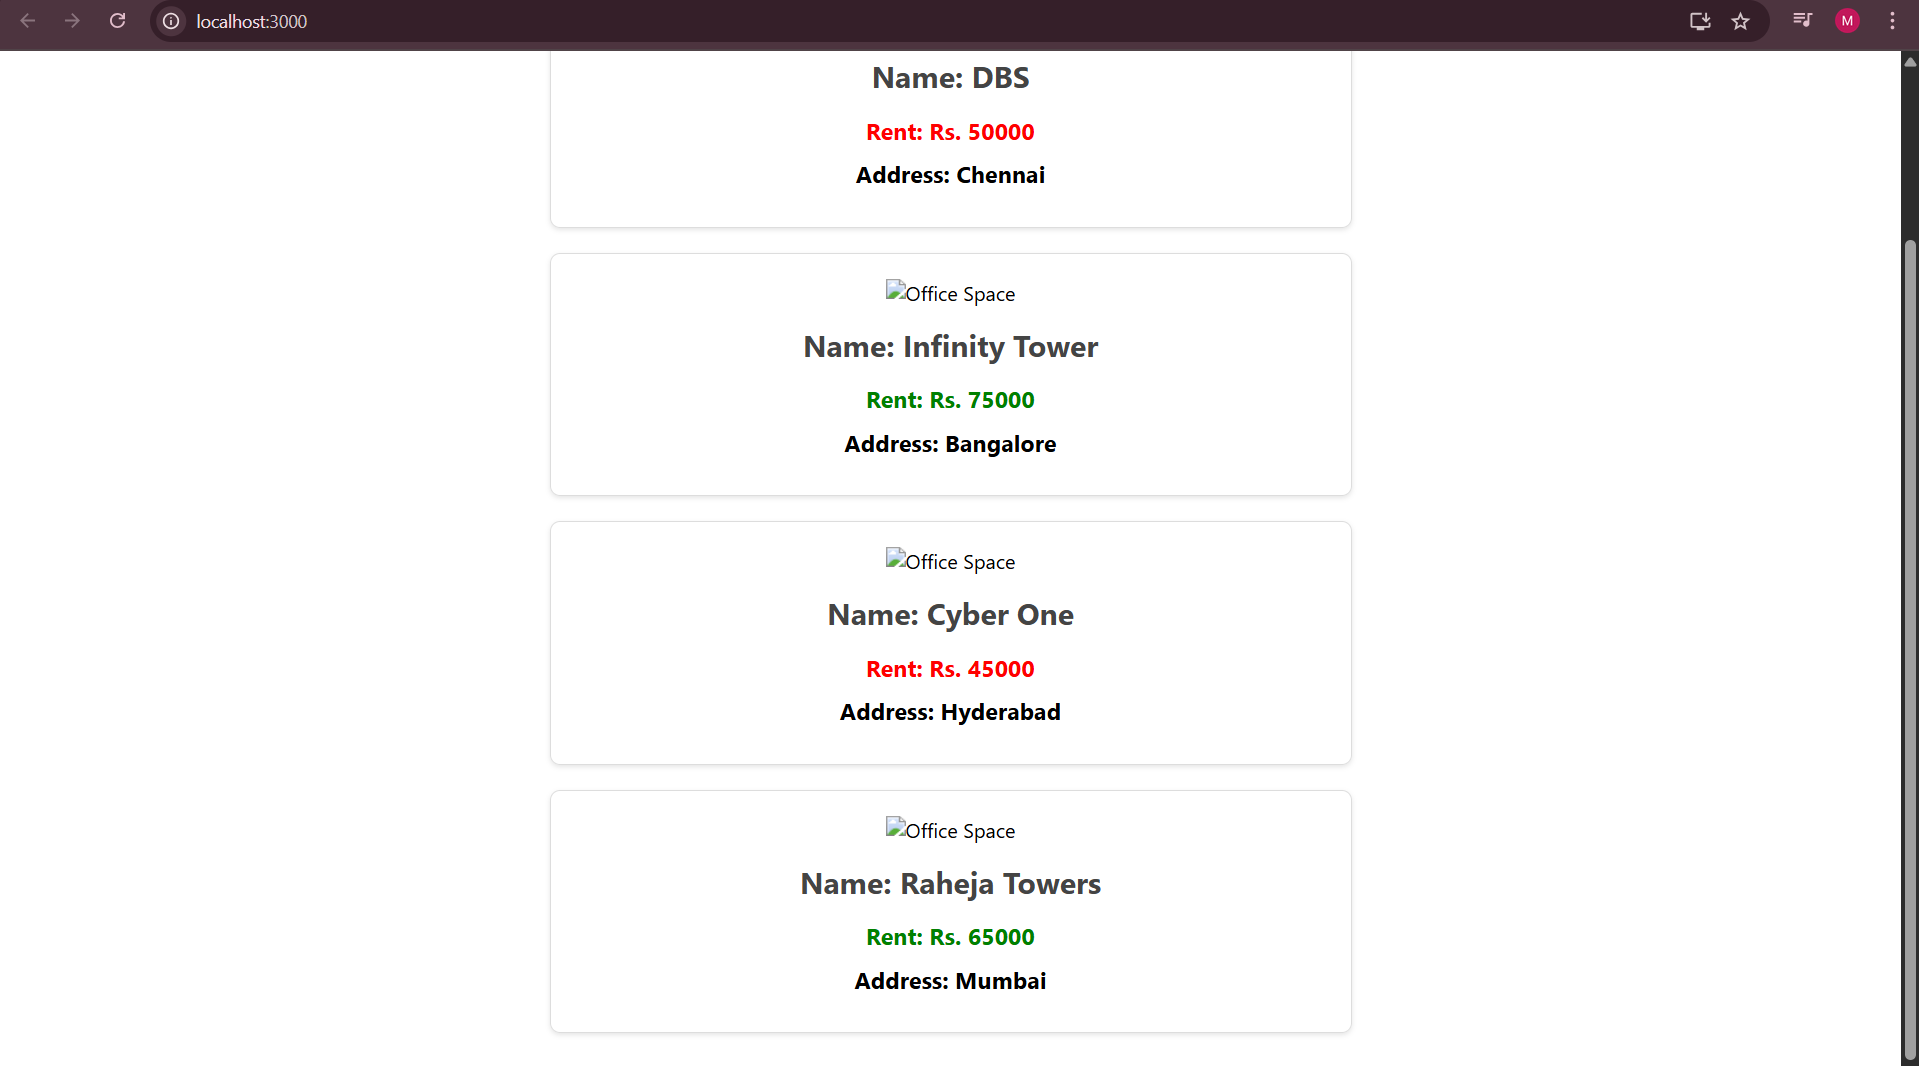 localhost:3000
M
Name: DBS
Rent: Rs. 50000
Address: Chennai
Office Space
Name: Infinity Tower
Rent: Rs. 75000
Address: Bangalore
Office Space
Name: Cyber One
Rent: Rs. 45000
Address: Hyderabad
Office Space
Name: Raheja Towers
Rent: Rs. 65000
Address: Mumbai